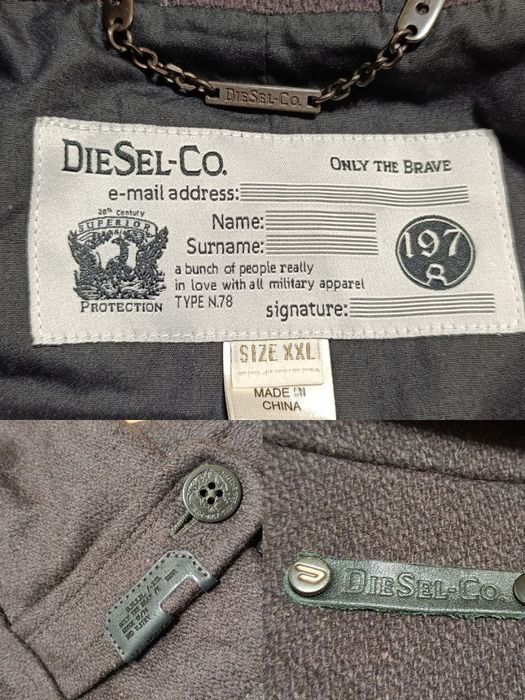 DIESEL-CO.
DIESEL-CO.
ONLY THE BRAVE
e-mail address:
20th Century
SUPERIOR
PROTECTION
Name:
Surname:
a bunch of people really
in love with all military apparel
TYPE N.78
signature:
197
8
SIZE XXL
MADE IN
CHINA
DIESEL-CO.